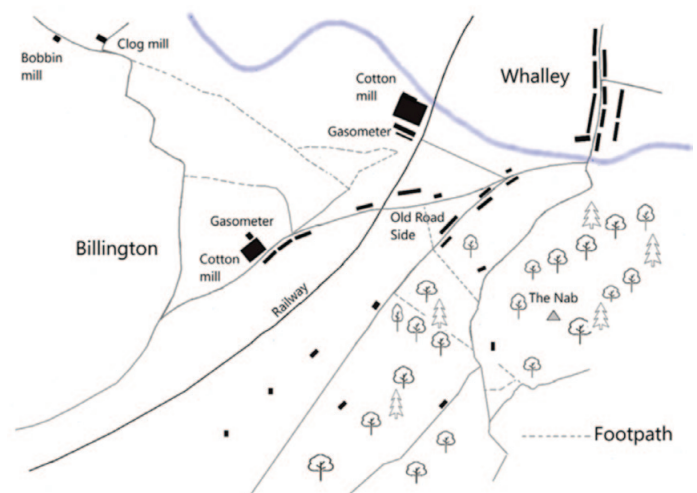 Clog mill
Bobbin
mill
Cotton
mill
Whalley
Gasometer
Gasometer
Old Road
Side
Billington
Cotton
mill
Railway
The Nab
Footpath